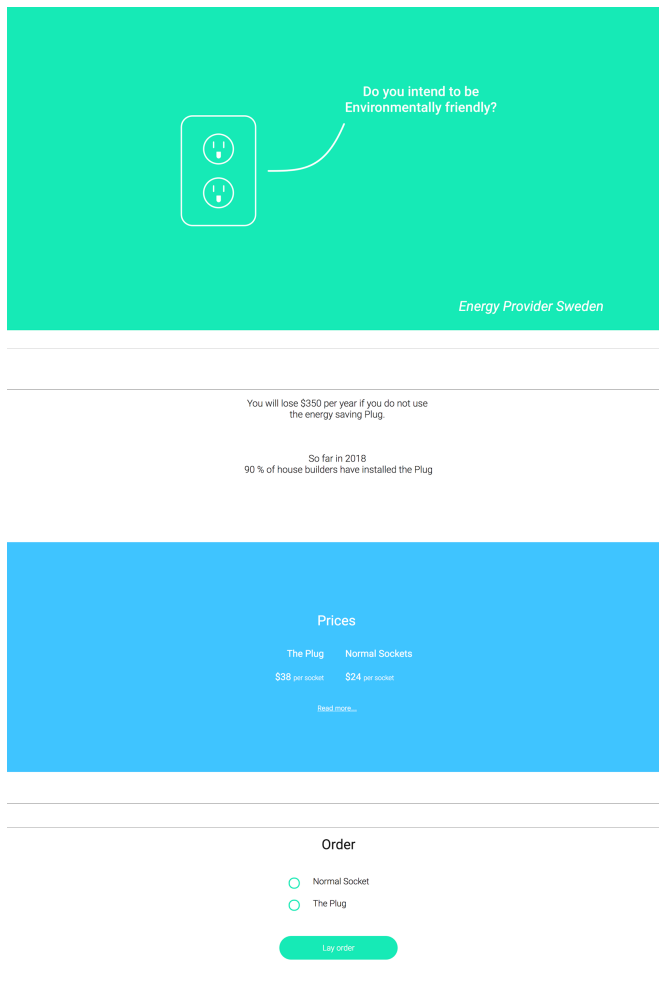 Do you intend to be
Environmentally friendly?
Energy Provider Sweden
You will lose $350 per year if you do not use
the energy saving Plug.
So far in 2018
90 % of house builders have installed the Plug
Prices
The Plug Normal Sockets
$38 per socket $24 per socket
Read more...
Order
Normal Socket
The Plug
Lay order